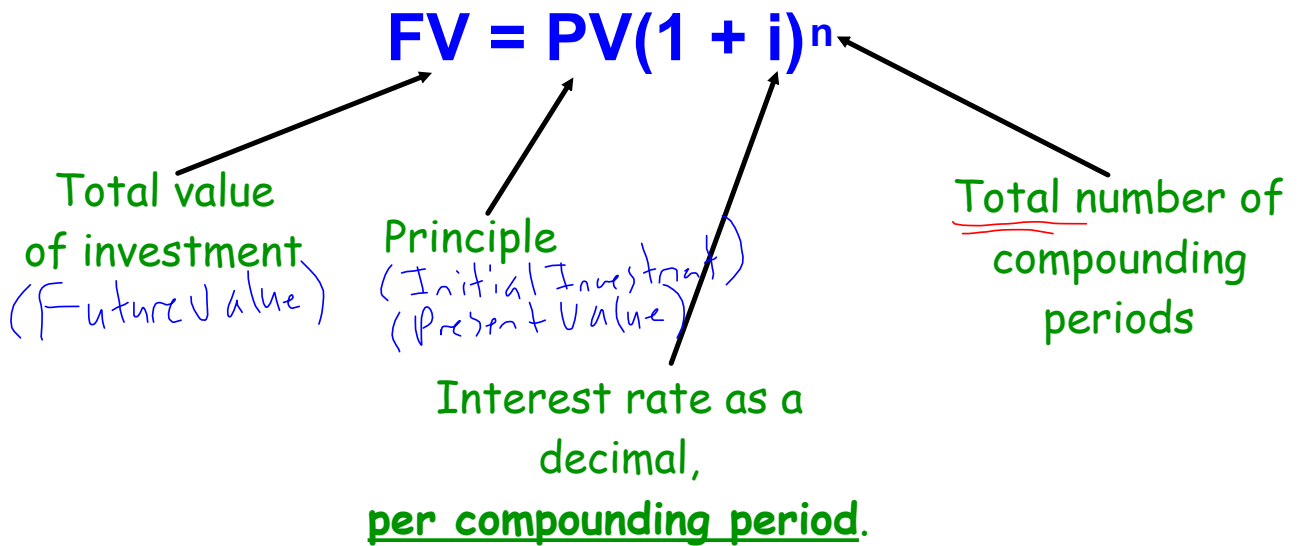 FV = PV(1 + i)ⁿ
Total value
of investment
(Future Value)
Principle
(Initial Investment)
(Present Value)
Interest rate as a
decimal,
per compounding period.
Total number of
compounding
periods